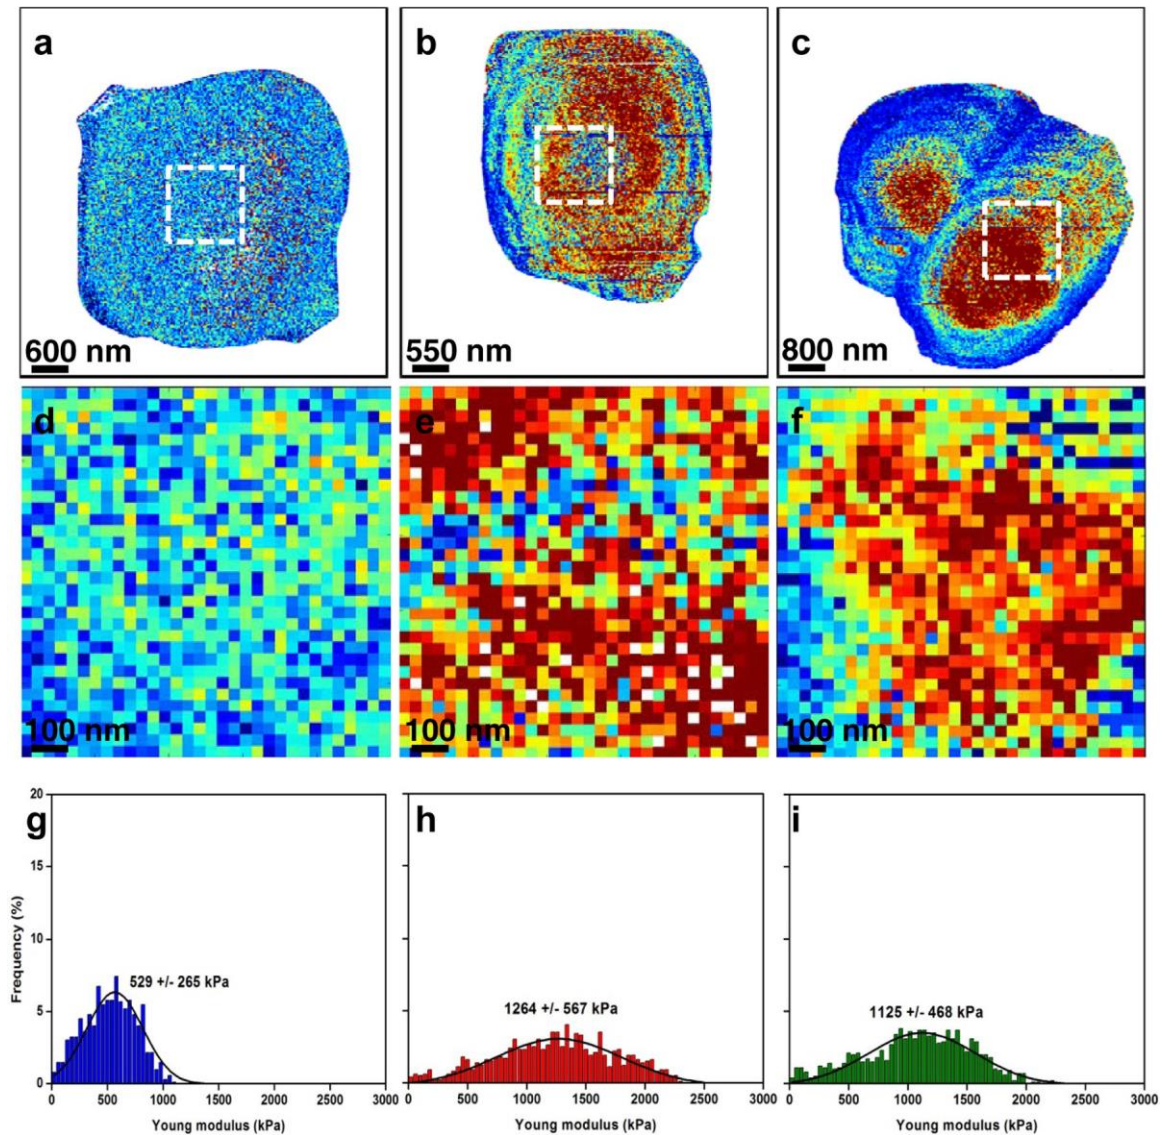 a
b
c
600 nm
550 nm
800 nm
d
e
f
100 nm
100 nm
100 nm
g
h
i
20
15
10
5
0
Frequency (%)
529 +/- 265 kPa
1264 +/- 567 kPa
1125 +/- 468 kPa
0 500 1000 1500 2000 2500 3000
0 500 1000 1500 2000 2500 3000
0 500 1000 1500 2000 2500 3000
Young modulus (kPa)
Young modulus (kPa)
Young modulus (kPa)